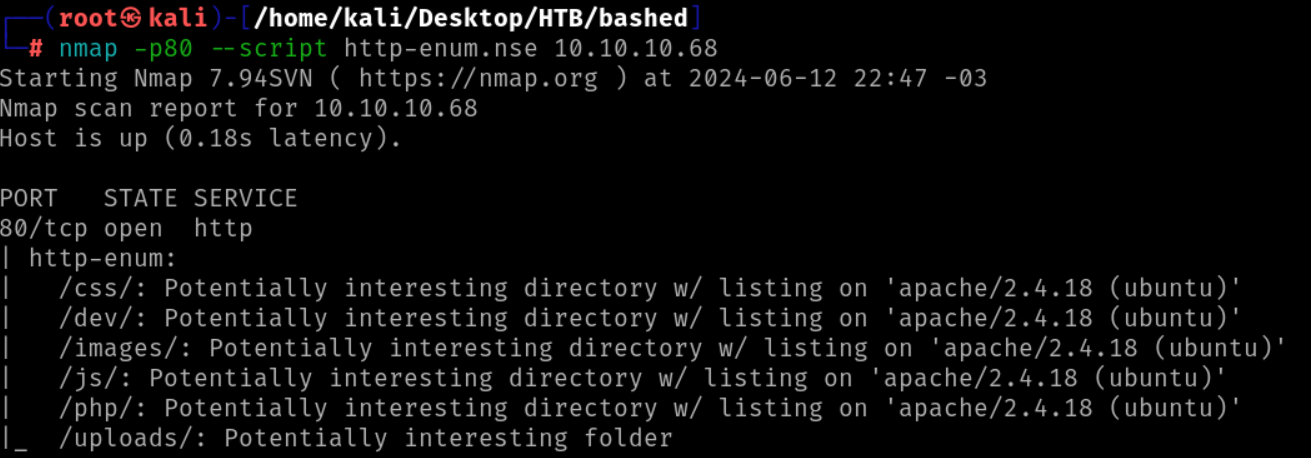 ┌──(root㉿kali)-[/home/kali/Desktop/HTB/bashed]
└─# nmap -p80 --script http-enum.nse 10.10.10.68
Starting Nmap 7.94SVN ( https://nmap.org ) at 2024-06-12 22:47 -03
Nmap scan report for 10.10.10.68
Host is up (0.18s latency).

PORT   STATE SERVICE
80/tcp open  http
| http-enum:
|   /css/: Potentially interesting directory w/ listing on 'apache/2.4.18 (ubuntu)'
|   /dev/: Potentially interesting directory w/ listing on 'apache/2.4.18 (ubuntu)'
|   /images/: Potentially interesting directory w/ listing on 'apache/2.4.18 (ubuntu)'
|   /js/: Potentially interesting directory w/ listing on 'apache/2.4.18 (ubuntu)'
|   /php/: Potentially interesting directory w/ listing on 'apache/2.4.18 (ubuntu)'
|_  /uploads/: Potentially interesting folder